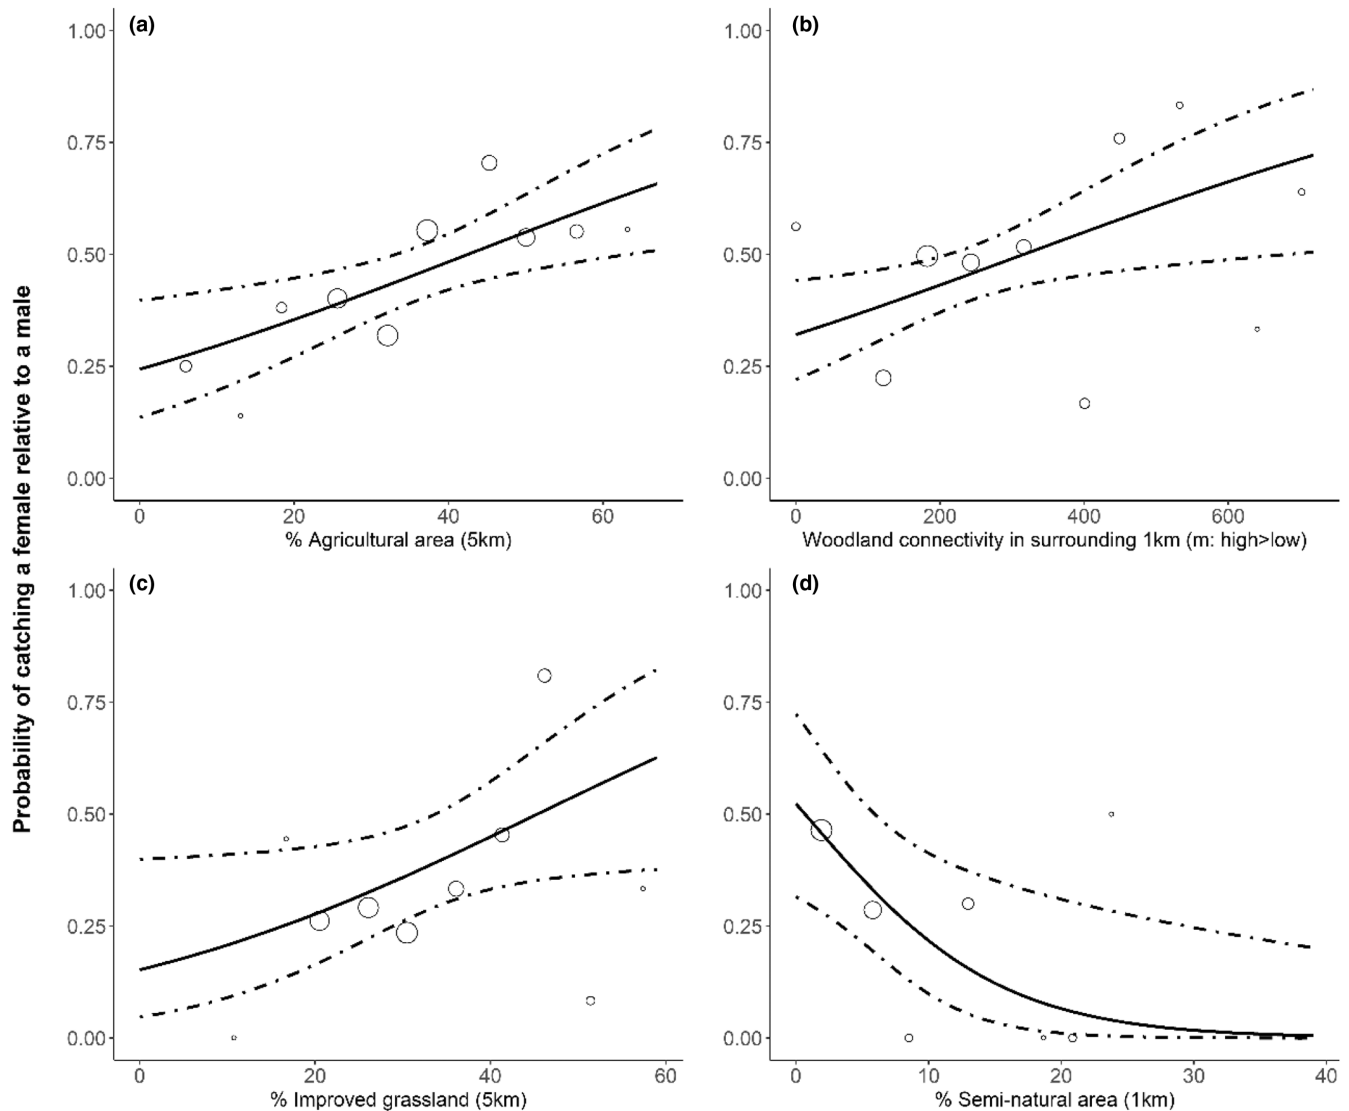 Probability of catching a female relative to a male
(a)
1.00
0.75
0.50
0.25
0.00
0 20 40 60
% Agricultural area (5km)
(b)
1.00
0.75
0.50
0.25
0.00
0 200 400 600
Woodland connectivity in surrounding 1km (m: high>low)
(c)
1.00
0.75
0.50
0.25
0.00
0 20 40 60
% Improved grassland (5km)
(d)
1.00
0.75
0.50
0.25
0.00
0 10 20 30 40
% Semi-natural area (1km)